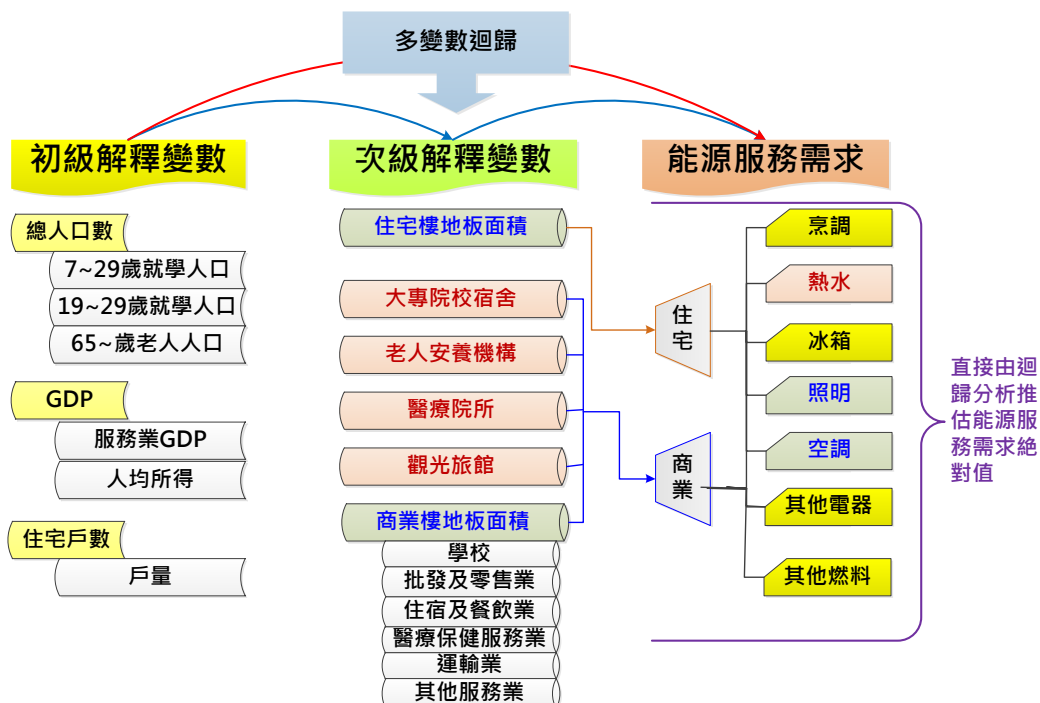 多變數迴歸
初級解釋變數
總人口數
7~29歲就學人口
19~29歲就學人口
65~歲老人人口
GDP
服務業GDP
人均所得
住宅戶數
戶量
次級解釋變數
住宅樓地板面積
大專院校宿舍
老人安養機構
醫療院所
觀光旅館
商業樓地板面積
學校
批發及零售業
住宿及餐飲業
醫療保健服務業
運輸業
其他服務業
住
宅
商
業
能源服務需求
烹調
熱水
冰箱
照明
空調
其他電器
其他燃料
直接由迴
歸分析推
估能源服
務需求絕
對值